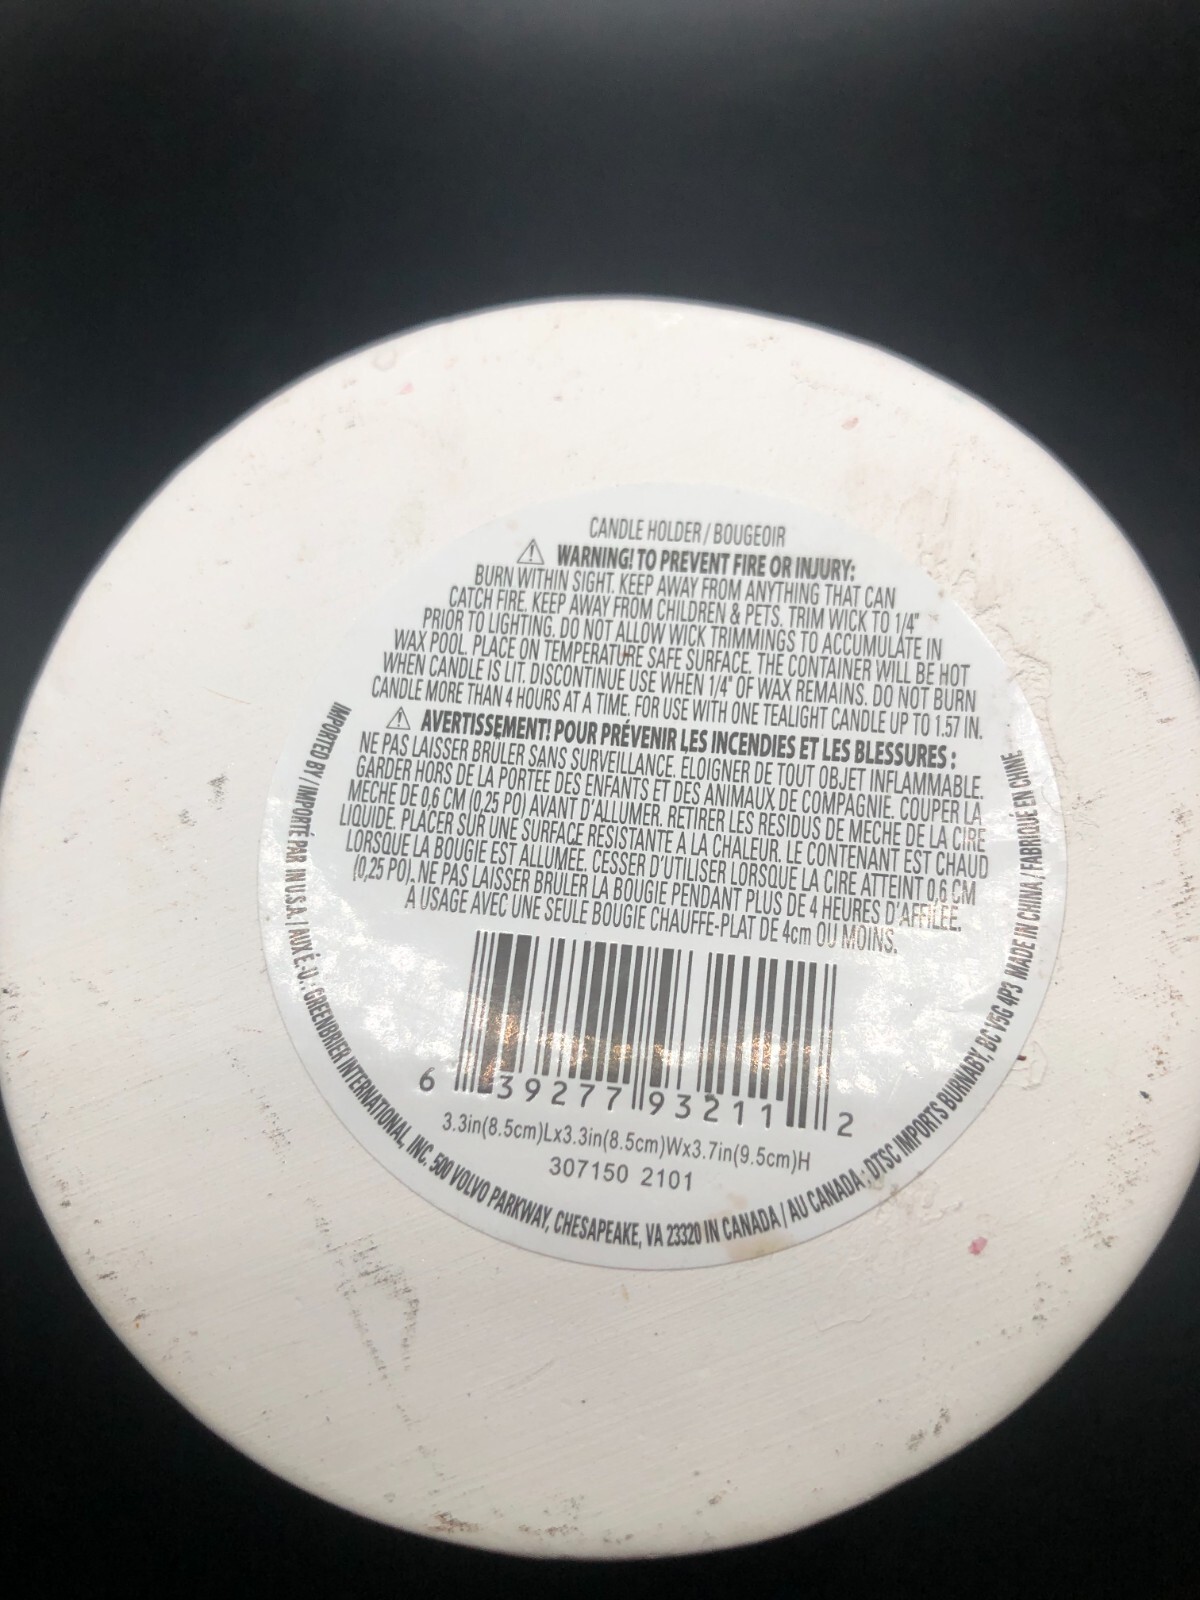 CANDLE HOLDER / BOUGEOIR
⚠ WARNING! TO PREVENT FIRE OR INJURY:
BURN WITHIN SIGHT. KEEP AWAY FROM ANYTHING THAT CAN
CATCH FIRE. KEEP AWAY FROM CHILDREN & PETS. TRIM WICK TO 1/4"
PRIOR TO LIGHTING. DO NOT ALLOW WICK TRIMMINGS TO ACCUMULATE IN
WAX POOL. PLACE ON TEMPERATURE SAFE SURFACE. THE CONTAINER WILL BE HOT
WHEN CANDLE IS LIT. DISCONTINUE USE WHEN 1/4" OF WAX REMAINS. DO NOT BURN
CANDLE MORE THAN 4 HOURS AT A TIME. FOR USE WITH ONE TEALIGHT CANDLE UP TO 1.57 IN.
⚠ AVERTISSEMENT! POUR PRÉVENIR LES INCENDIES ET LES BLESSURES :
NE PAS LAISSER BRÛLER SANS SURVEILLANCE. ÉLOIGNER DE TOUT OBJET INFLAMMABLE.
GARDER HORS DE LA PORTÉE DES ENFANTS ET DES ANIMAUX DE COMPAGNIE. COUPER LA
MÈCHE DE 0,6 CM (0,25 PO) AVANT D'ALLUMER. RETIRER LES RÉSIDUS DE MÈCHE DE LA CIRE
LIQUIDE. PLACER SUR UNE SURFACE RÉSISTANTE À LA CHALEUR. LE CONTENANT EST CHAUD
LORSQUE LA BOUGIE EST ALLUMÉE. CESSER D'UTILISER LORSQUE LA CIRE ATTEINT 0,6 CM
(0,25 PO). NE PAS LAISSER BRÛLER LA BOUGIE PENDANT PLUS DE 4 HEURES D'AFFILÉE.
À USAGE AVEC UNE SEULE BOUGIE CHAUFFE-PLAT DE 4cm OU MOINS.
6 39277 93211 2
3.3in(8.5cm)Lx3.3in(8.5cm)Wx3.7in(9.5cm)H
307150 2101
IMPORTED BY / IMPORTÉ PAR IN U.S.A. / AUX É.-U. : GREENBRIER INTERNATIONAL, INC. 500 VOLVO PARKWAY, CHESAPEAKE, VA 23320 IN CANADA / AU CANADA : DTSC IMPORTS BURNABY, BC V5G 4P3 MADE IN CHINA / FABRIQUÉ EN CHINE